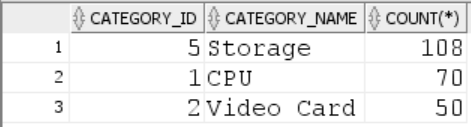 CATEGORY_ID CATEGORY_NAME COUNT(*)
1 5 Storage 108
2 1 CPU 70
3 2 Video Card 50